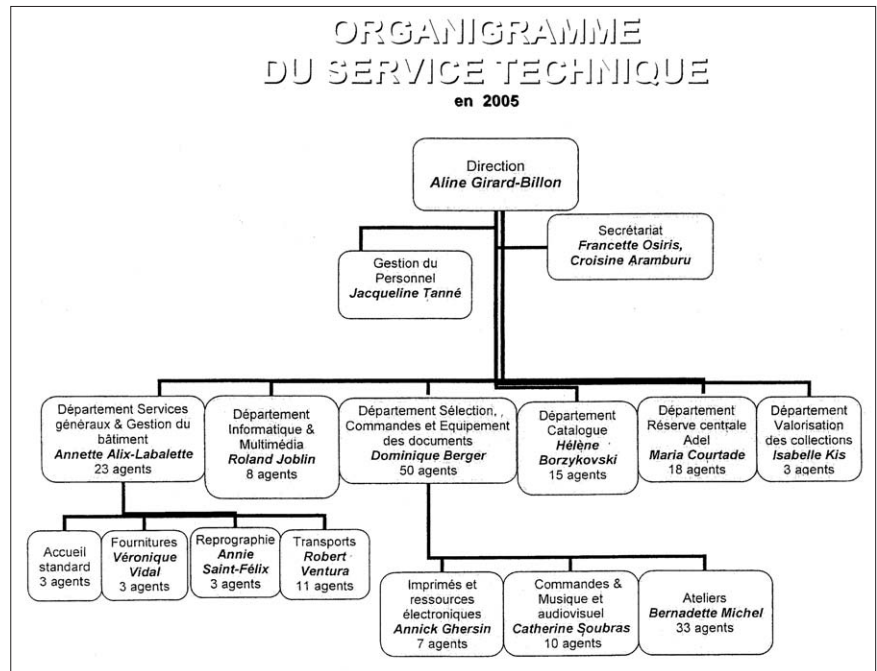 ORGANIGRAMME
DU SERVICE TECHNIQUE
en 2005
Direction
Aline Girard-Billon
Secrétariat
Francette Osiris,
Croisine Aramburu
Gestion du
Personnel
Jacqueline Tanné
Département Services
généraux & Gestion du
bâtiment
Annette Alix-Labalette
23 agents
Département
Informatique &
Multimédia
Roland Joblin
8 agents
Département Sélection,
Commandes et Equipement
des documents
Dominique Berger
50 agents
Département
Catalogue
Hélène
Borzykovski
15 agents
Département
Réserve centrale
Adel
Maria Courtade
18 agents
Département
Valorisation
des collections
Isabelle Kis
3 agents
Accueil
standard
3 agents
Fournitures
Véronique
Vidal
3 agents
Reprographie
Annie
Saint-Félix
3 agents
Transports
Robert
Ventura
11 agents
Imprimés et
ressources
électroniques
Annick Ghersin
7 agents
Commandes &
Musique et
audiovisuel
Catherine Soubras
10 agents
Ateliers
Bernadette Michel
33 agents